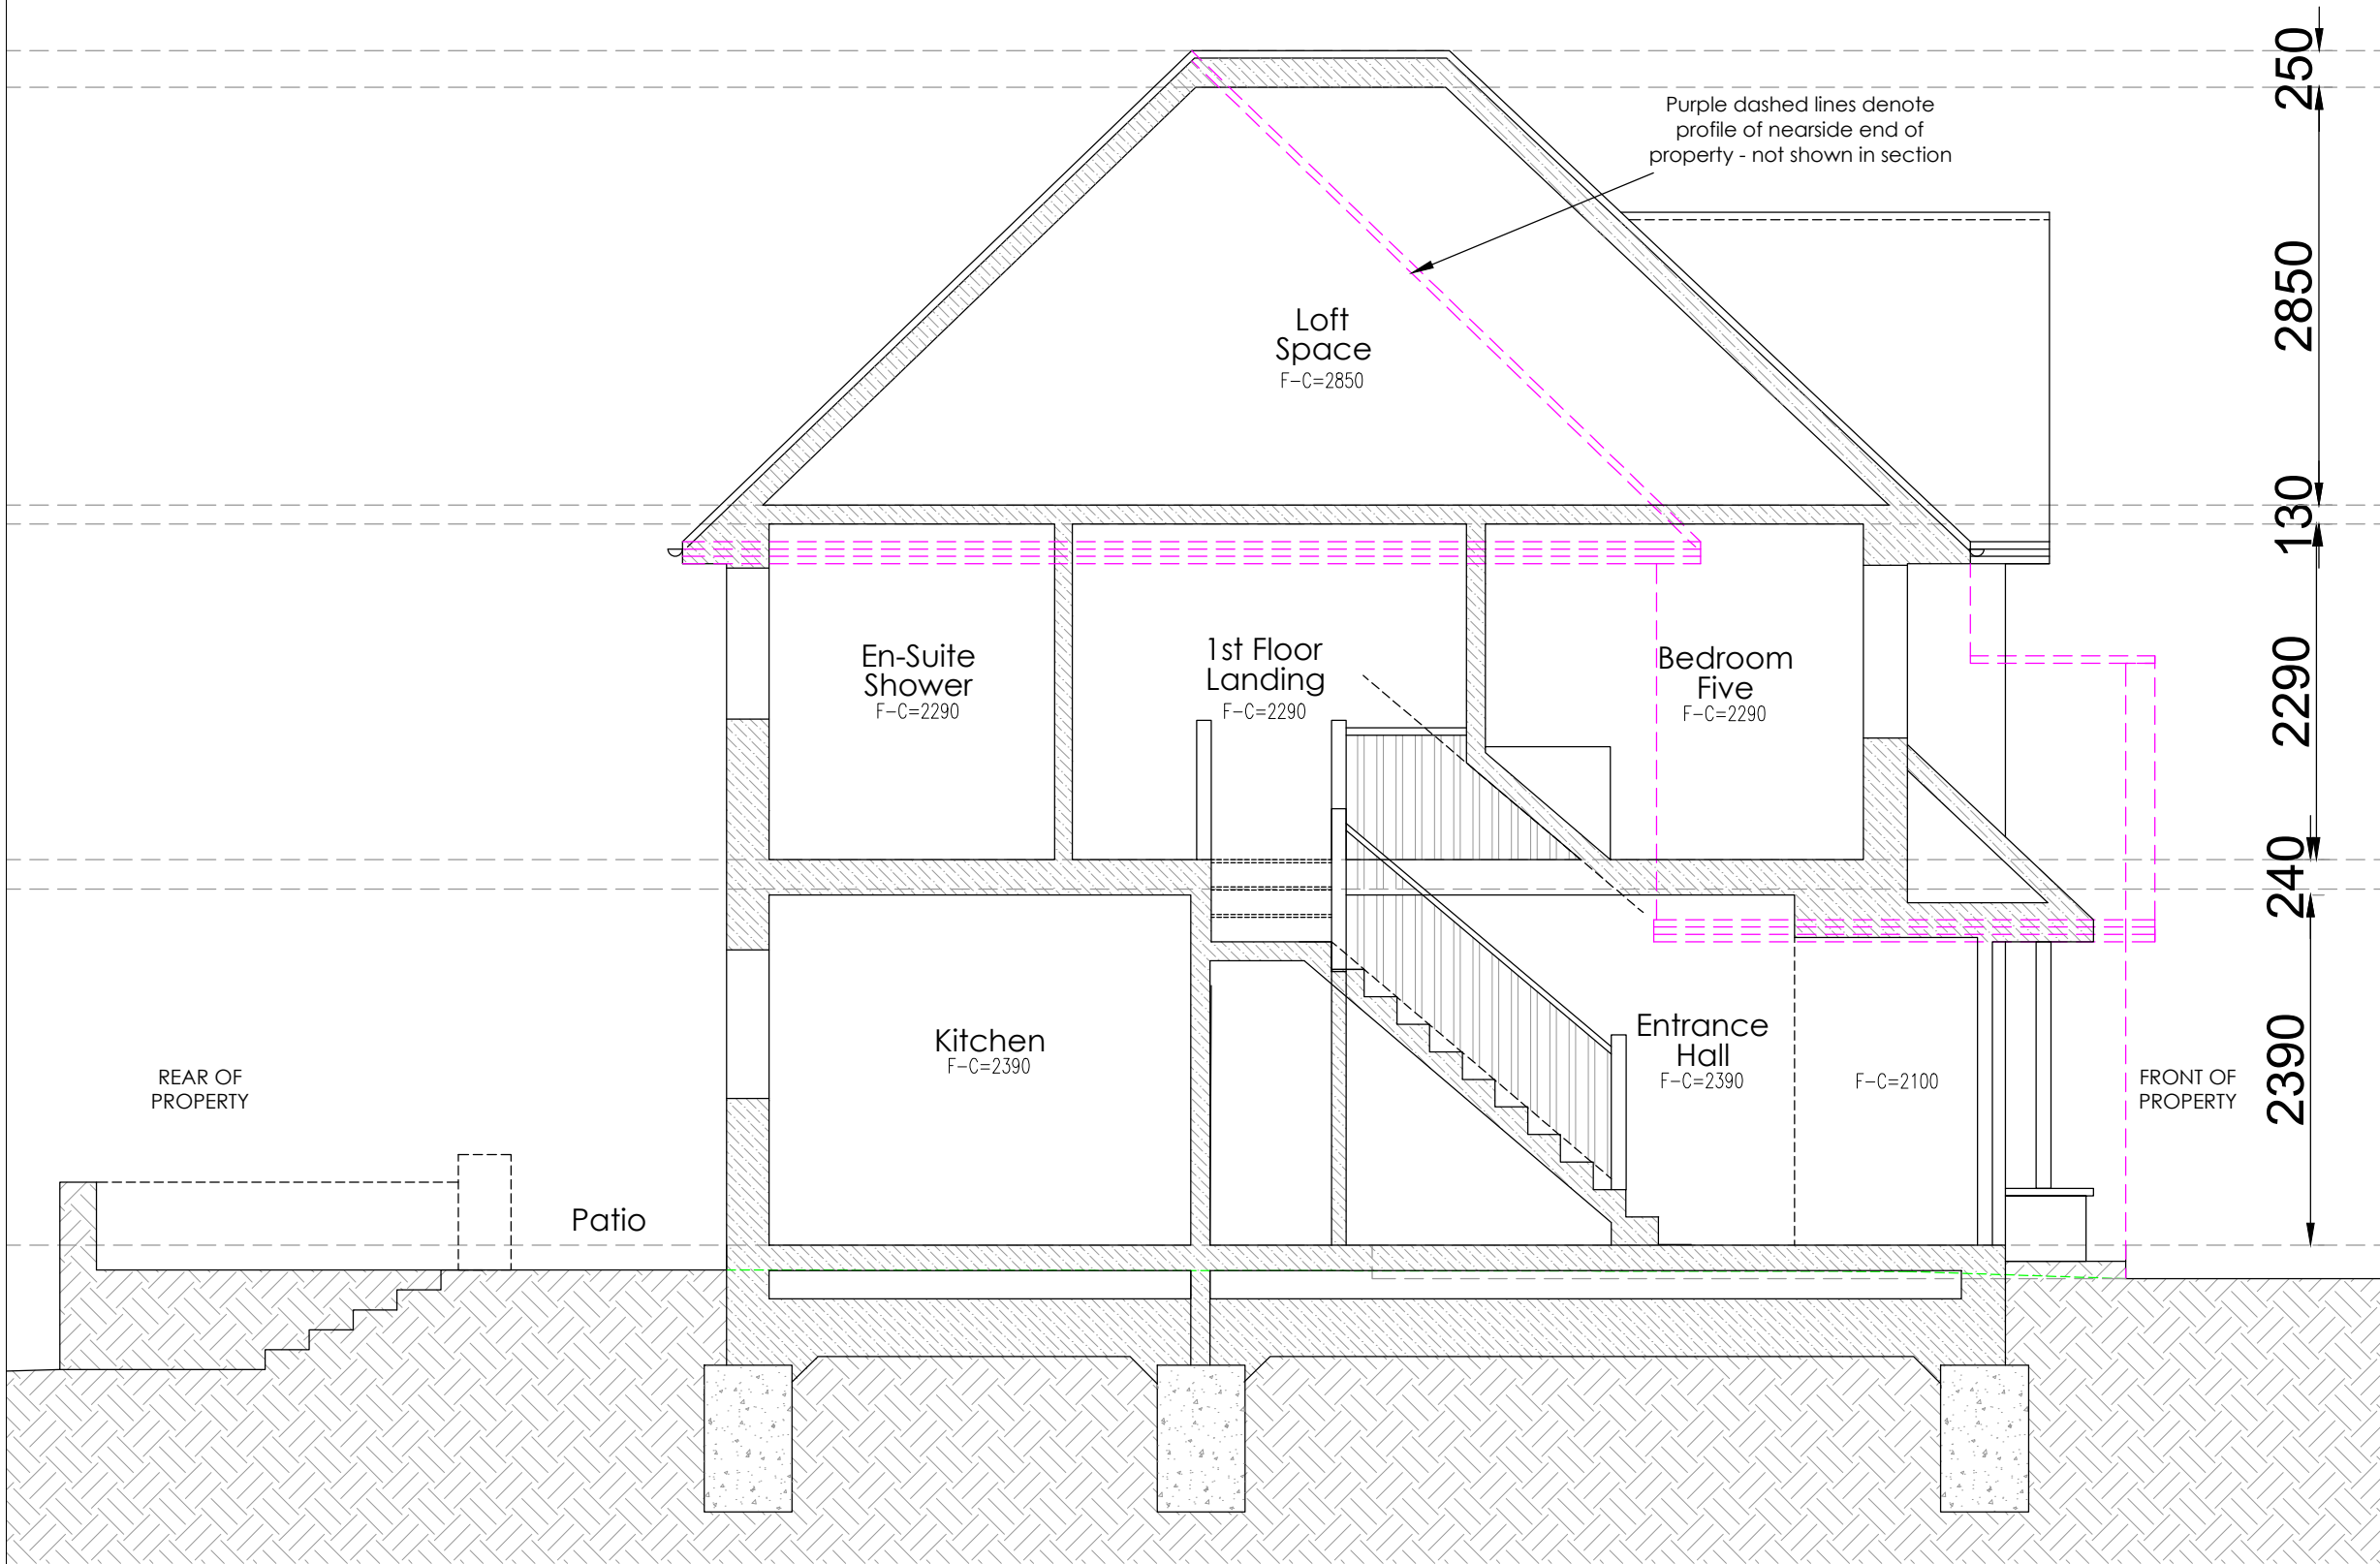 250
Purple dashed lines denote
profile of nearside end of
property - not shown in section
2850
Loft
Space
F-C=2850
130
En-Suite
Shower
F-C=2290
1st Floor
Landing
F-C=2290
Bedroom
Five
F-C=2290
2290
240
Kitchen
F-C=2390
Entrance
Hall
F-C=2390
F-C=2100
2390
REAR OF
PROPERTY
FRONT OF
PROPERTY
Patio